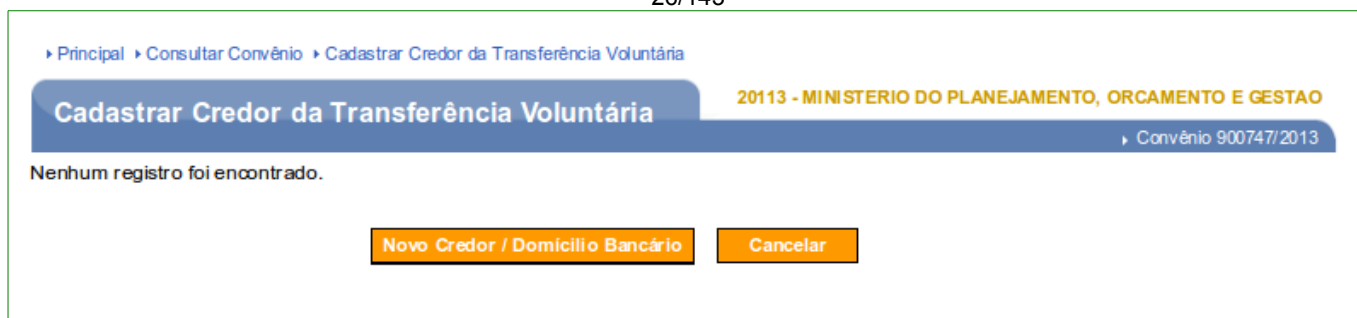 ▸ Principal ▸ Consultar Convênio ▸ Cadastrar Credor da Transferência Voluntária
Cadastrar Credor da Transferência Voluntária
20113 - MINISTERIO DO PLANEJAMENTO, ORCAMENTO E GESTAO
▸ Convênio 900747/2013
Nenhum registro foi encontrado.
Novo Credor / Domícilio Bancário
Cancelar